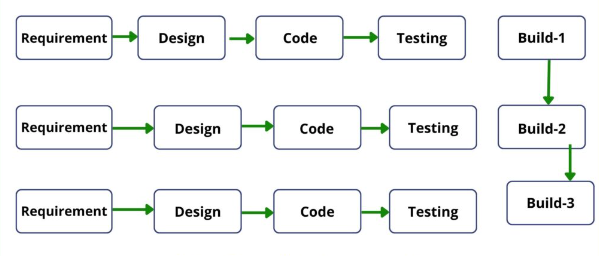 Requirement Design Code Testing Build-1
Requirement Design Code Testing Build-2
Requirement Design Code Testing Build-3